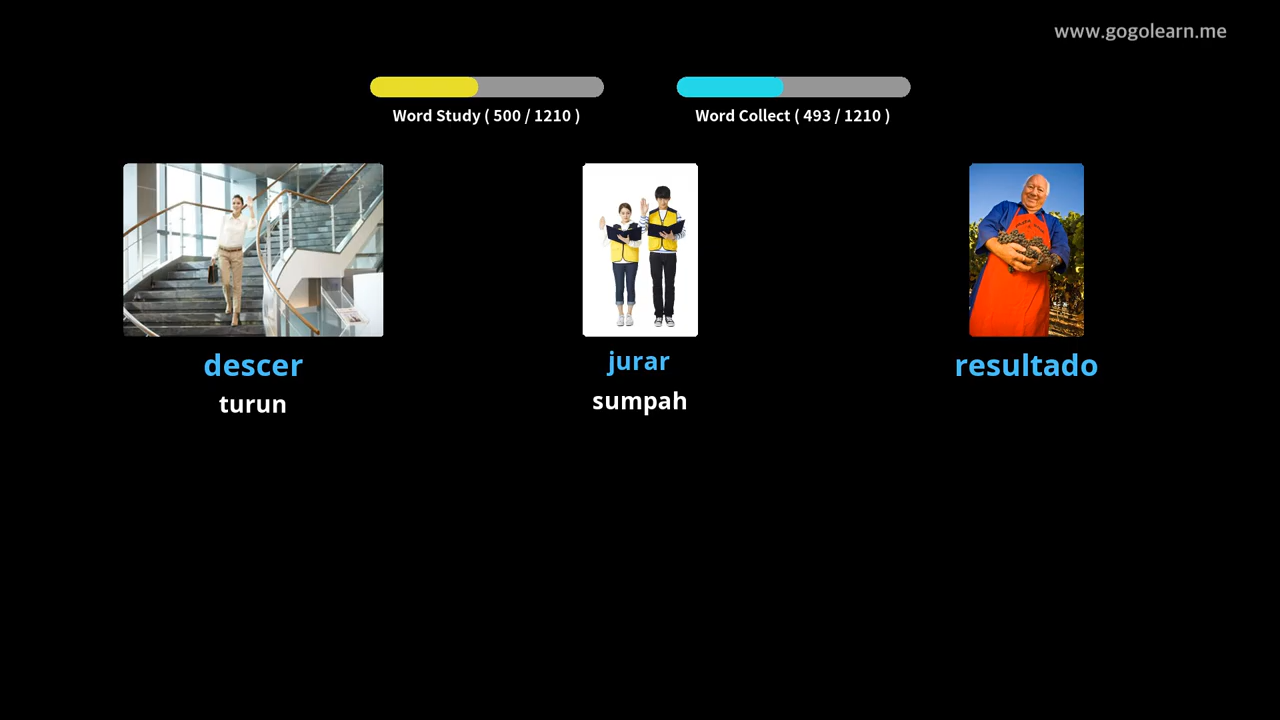 www.gogolearn.me
Word Study ( 500 / 1210 )
Word Collect ( 493 / 1210 )
descer
turun
jurar
sumpah
resultado